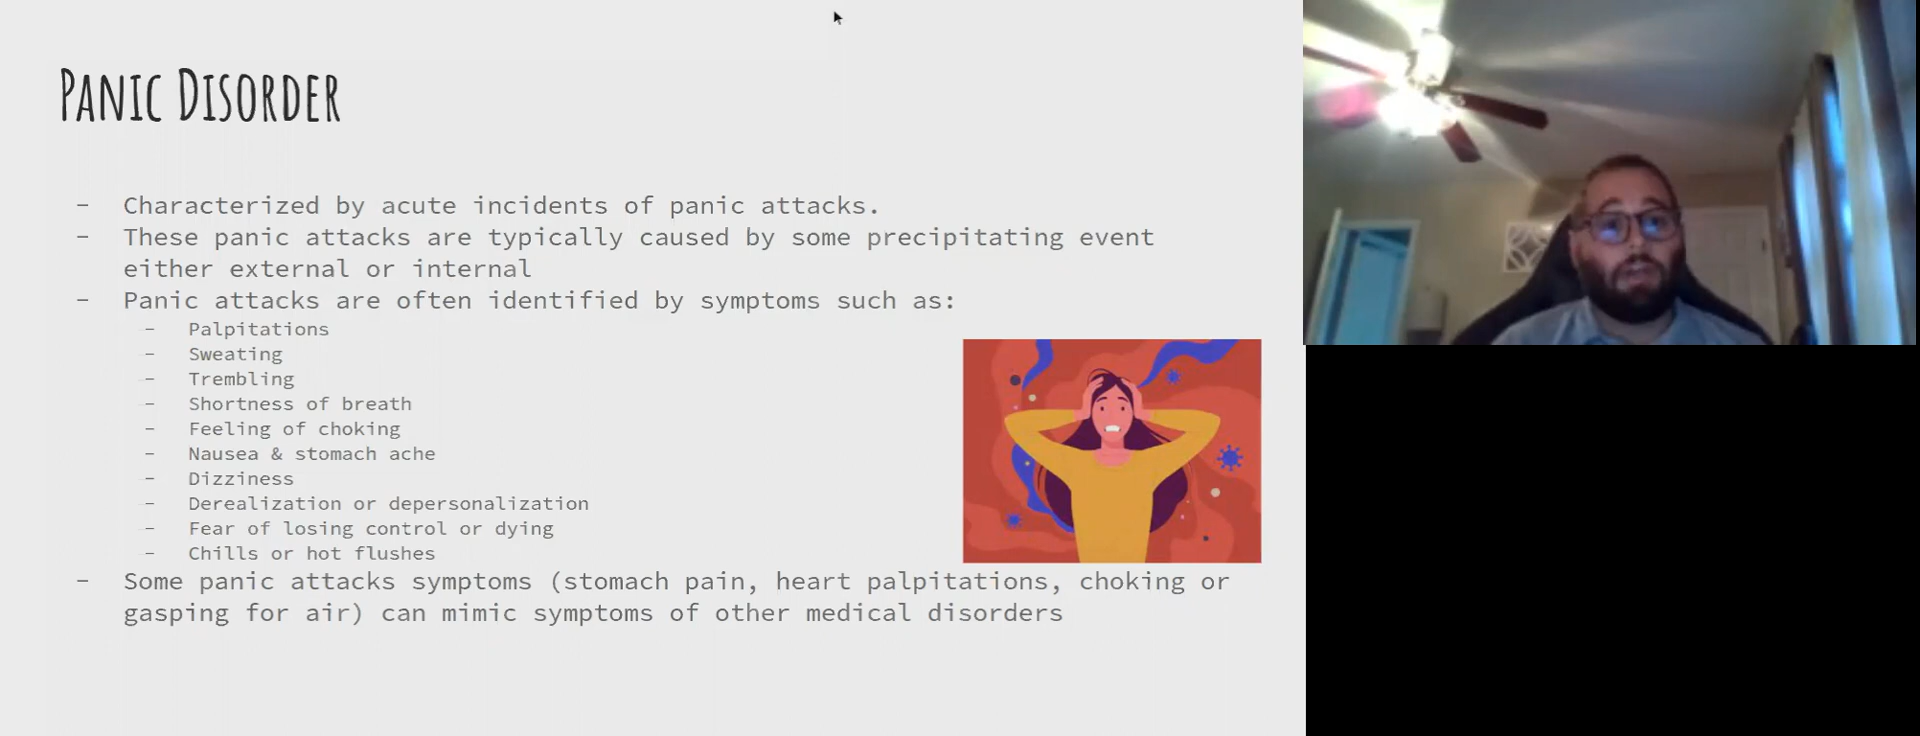 Panic Disorder
- Characterized by acute incidents of panic attacks.
- These panic attacks are typically caused by some precipitating event
either external or internal
- Panic attacks are often identified by symptoms such as:
- Palpitations
- Sweating
- Trembling
- Shortness of breath
- Feeling of choking
- Nausea & stomach ache
- Dizziness
- Derealization or depersonalization
- Fear of losing control or dying
- Chills or hot flushes
- Some panic attacks symptoms (stomach pain, heart palpitations, choking or
gasping for air) can mimic symptoms of other medical disorders